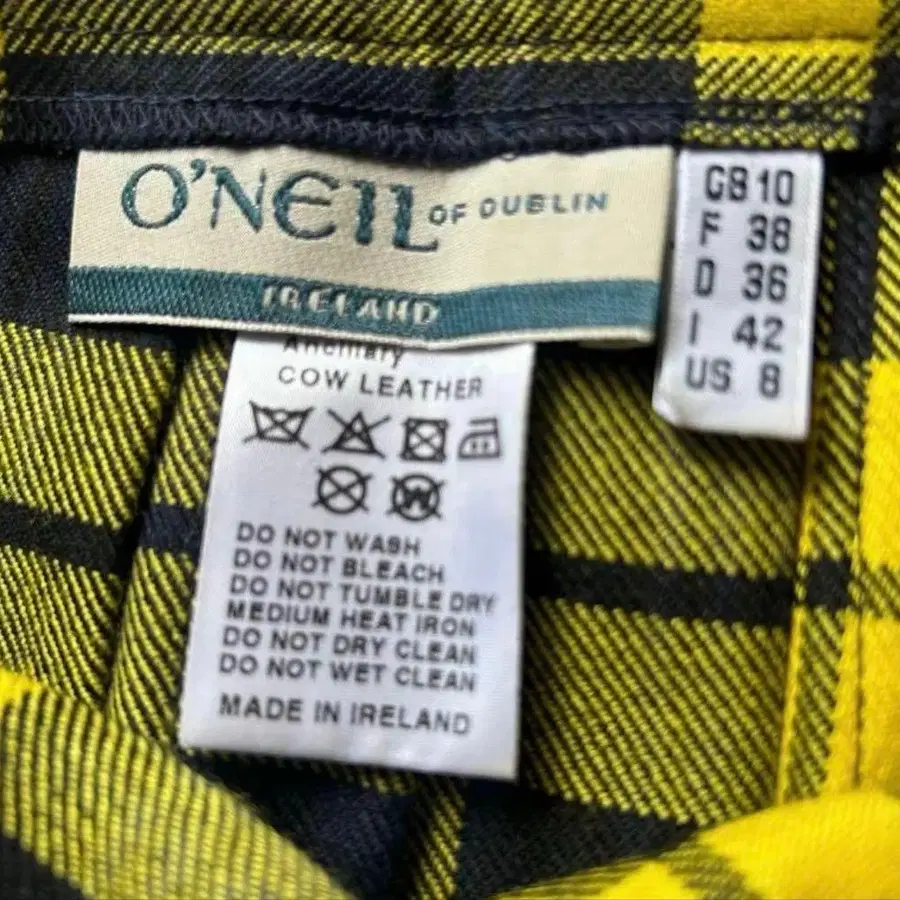 O'NEIL OF DUBLIN
IRELAND
GB 10
F 38
D 36
I 42
US 8
Ancillary
COW LEATHER
W
DO NOT WASH
DO NOT BLEACH
DO NOT TUMBLE DRY
MEDIUM HEAT IRON
DO NOT DRY CLEAN
DO NOT WET CLEAN
MADE IN IRELAND